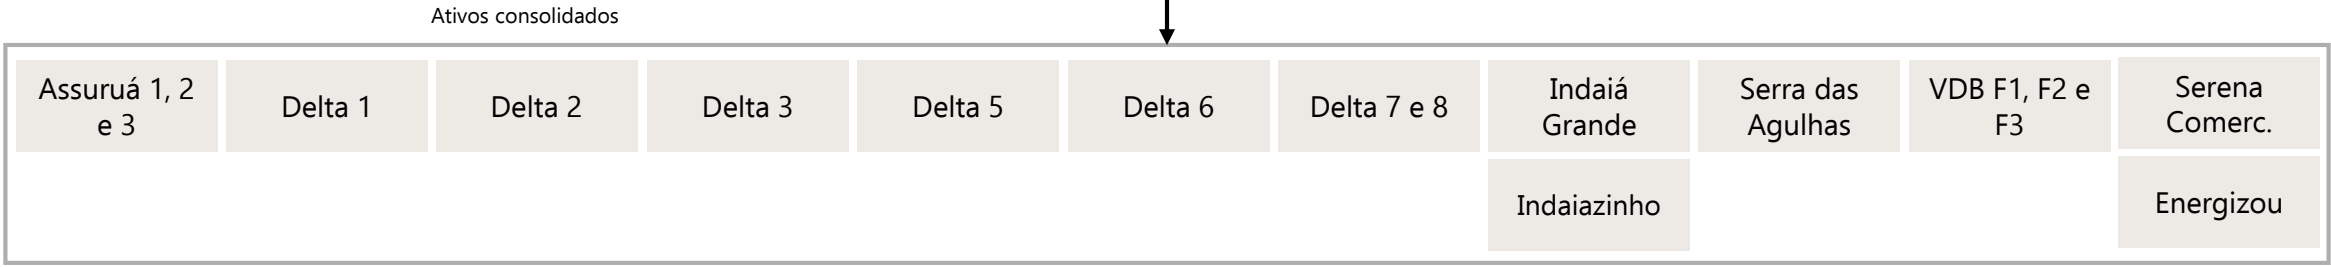 Ativos consolidados
Assuruá 1, 2
e 3
Delta 1
Delta 2
Delta 3
Delta 5
Delta 6
Delta 7 e 8
Indaiá
Grande
Serra das
Agulhas
VDB F1, F2 e
F3
Serena
Comerc.
Indaiazinho
Energizou